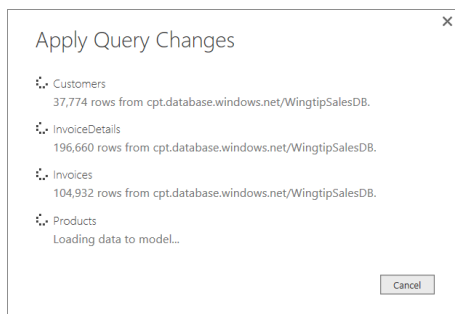 Apply Query Changes
Customers
37,774 rows from cpt.database.windows.net/WingtipSalesDB.
InvoiceDetails
196,660 rows from cpt.database.windows.net/WingtipSalesDB.
Invoices
104,932 rows from cpt.database.windows.net/WingtipSalesDB.
Products
Loading data to model...
Cancel